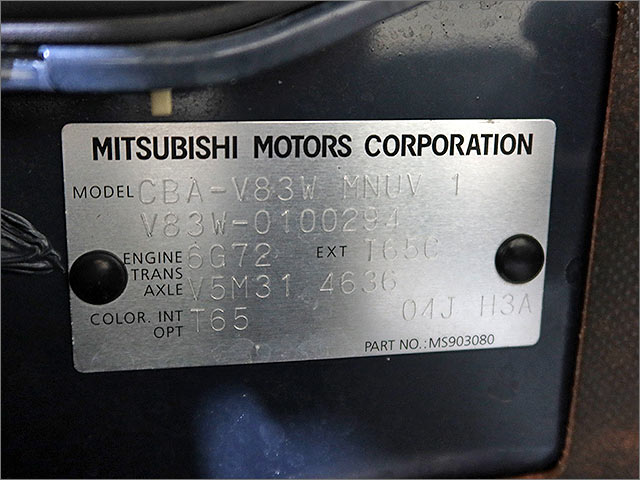 MITSUBISHI MOTORS CORPORATION
MODEL CBA-V83W MNUV 1
V83W-0100294
ENGINE 6G72 EXT T65C
TRANS
AXLE V5M31 4636
COLOR. INT T65 04J H3A
OPT
PART NO.: MS903080